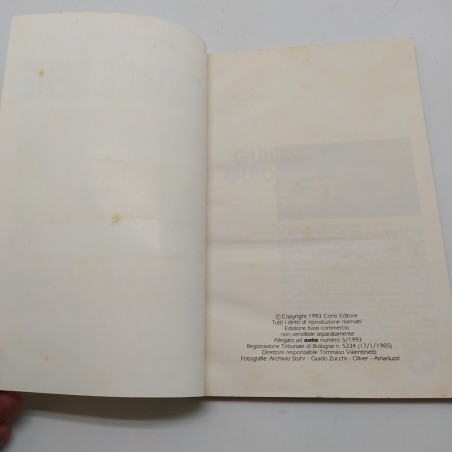 © Copyright 1993 Conti Editore
Tutti i diritti di riproduzione riservati
Edizione fuori commercio
non vendibile separatamente
Allegato ad auto numero 5/1993
Registrazione Tribunale di Bologna n. 5234 (17/1/1985)
Direttore responsabile Tommaso Valentinetti
Fotografie: Archivio Stohr - Guido Zucchi - Oliver - Amaduzzi